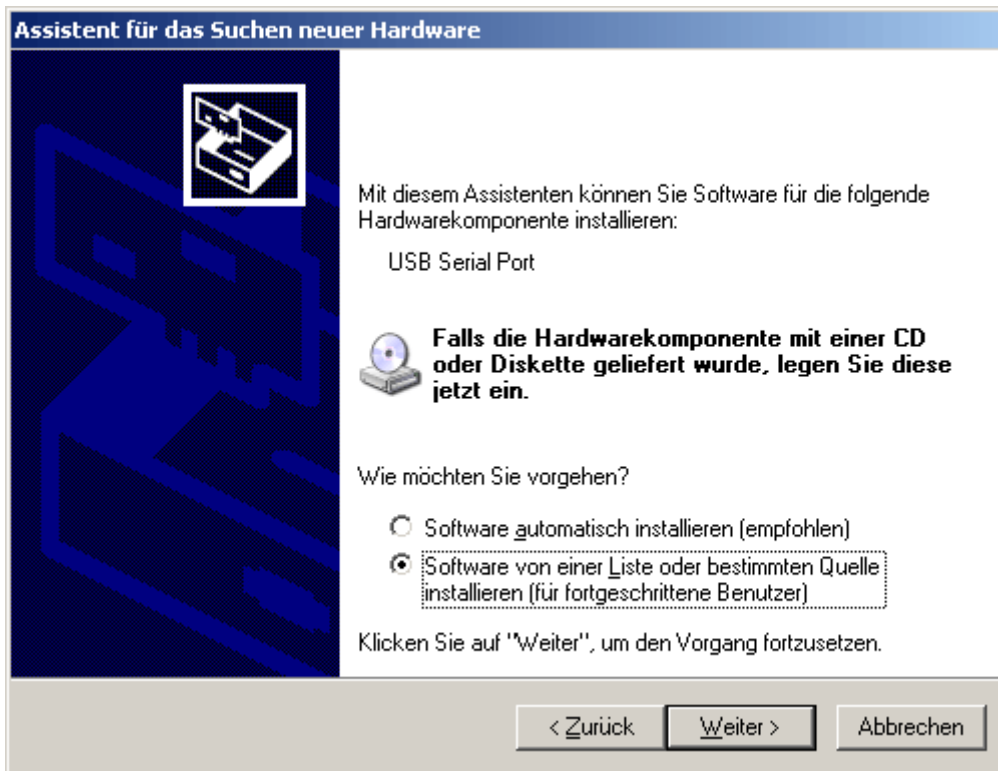 Assistent für das Suchen neuer Hardware
Mit diesem Assistenten können Sie Software für die folgende
Hardwarekomponente installieren:
USB Serial Port
Falls die Hardwarekomponente mit einer CD
oder Diskette geliefert wurde, legen Sie diese
jetzt ein.
Wie möchten Sie vorgehen?
Software automatisch installieren (empfohlen)
Software von einer Liste oder bestimmten Quelle
installieren (für fortgeschrittene Benutzer)
Klicken Sie auf "Weiter", um den Vorgang fortzusetzen.
< Zurück Weiter > Abbrechen